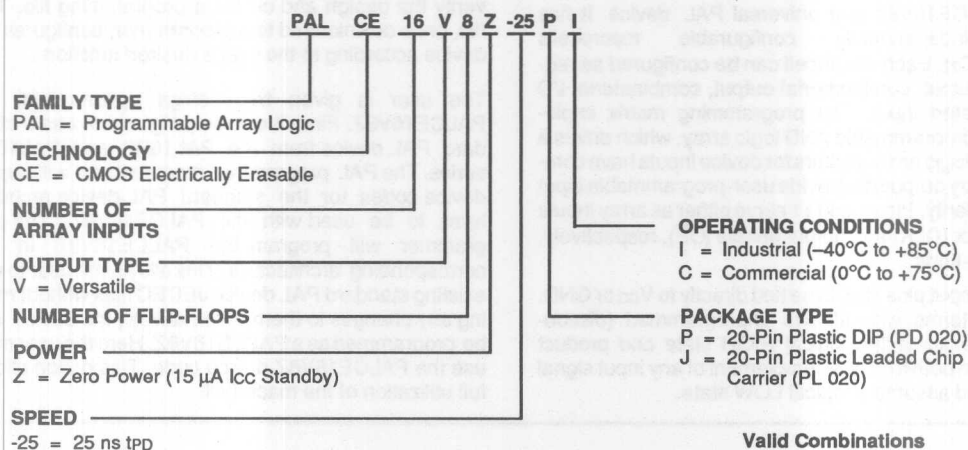 PAL CE 16 V 8 Z -25 P I
FAMILY TYPE
PAL = Programmable Array Logic
TECHNOLOGY
CE = CMOS Electrically Erasable
NUMBER OF
ARRAY INPUTS
OUTPUT TYPE
V = Versatile
NUMBER OF FLIP-FLOPS
POWER
Z = Zero Power (15 µA ICC Standby)
SPEED
-25 = 25 ns tPD
OPERATING CONDITIONS
I = Industrial (–40°C to +85°C)
C = Commercial (0°C to +75°C)
PACKAGE TYPE
P = 20-Pin Plastic DIP (PD 020)
J = 20-Pin Plastic Leaded Chip
Carrier (PL 020)
Valid Combinations